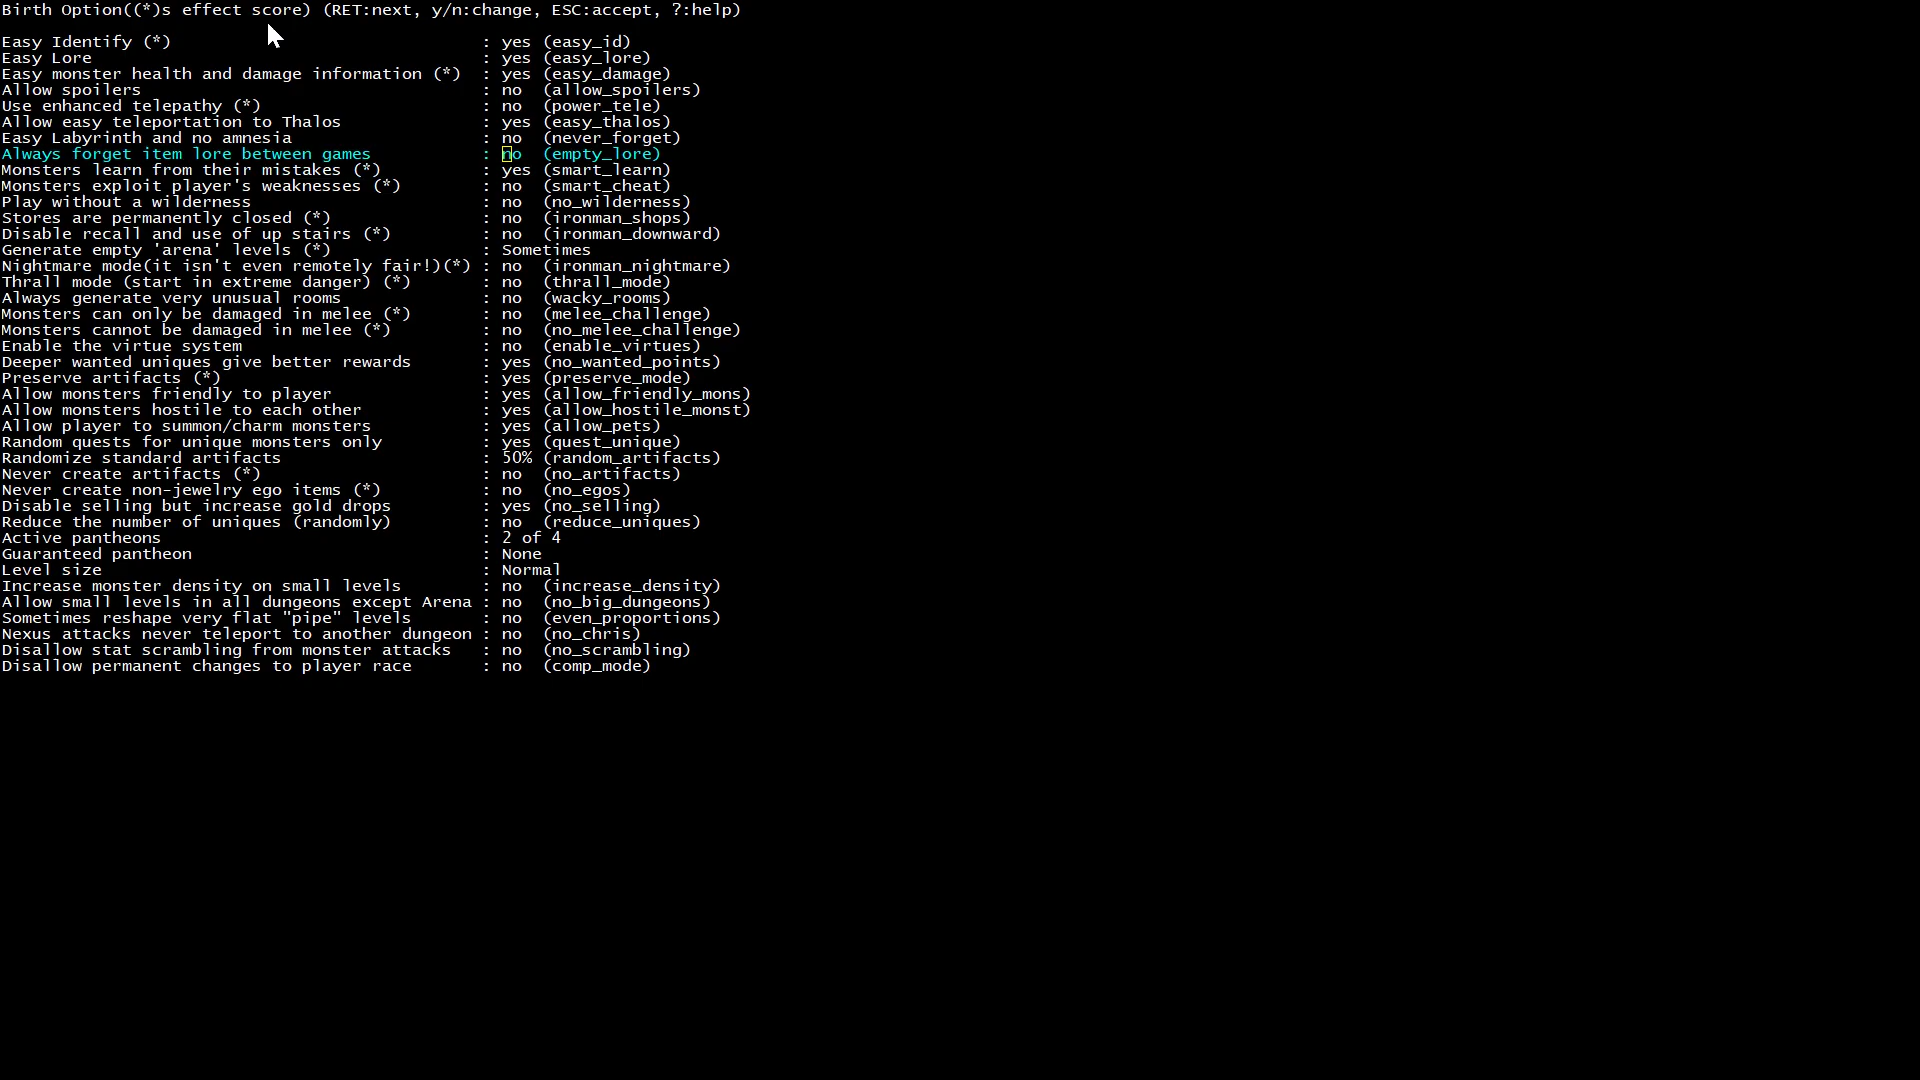 Birth Option((*)s effect score) (RET:next, y/n:change, ESC:accept, ?:help)
Easy Identify (*) : yes (easy_id)
Easy Lore : yes (easy_lore)
Easy monster health and damage information (*) : yes (easy_damage)
Allow spoilers : no (allow_spoilers)
Use enhanced telepathy (*) : no (power_tele)
Allow easy teleportation to Thalos : yes (easy_thalos)
Easy Labyrinth and no amnesia : no (never_forget)
Always forget item lore between games : no (empty_lore)
Monsters learn from their mistakes (*) : yes (smart_learn)
Monsters exploit player's weaknesses (*) : no (smart_cheat)
Play without a wilderness : no (no_wilderness)
Stores are permanently closed (*) : no (ironman_shops)
Disable recall and use of up stairs (*) : no (ironman_downward)
Generate empty 'arena' levels (*) : Sometimes
Nightmare mode(it isn't even remotely fair!)(*) : no (ironman_nightmare)
Thrall mode (start in extreme danger) (*) : no (thrall_mode)
Always generate very unusual rooms : no (wacky_rooms)
Monsters can only be damaged in melee (*) : no (melee_challenge)
Monsters cannot be damaged in melee (*) : no (no_melee_challenge)
Enable the virtue system : no (enable_virtues)
Deeper wanted uniques give better rewards : yes (no_wanted_points)
Preserve artifacts (*) : yes (preserve_mode)
Allow monsters friendly to player : yes (allow_friendly_mons)
Allow monsters hostile to each other : yes (allow_hostile_monst)
Allow player to summon/charm monsters : yes (allow_pets)
Random quests for unique monsters only : yes (quest_unique)
Randomize standard artifacts : 50% (random_artifacts)
Never create artifacts (*) : no (no_artifacts)
Never create non-jewelry ego items (*) : no (no_egos)
Disable selling but increase gold drops : yes (no_selling)
Reduce the number of uniques (randomly) : no (reduce_uniques)
Active pantheons : 2 of 4
Guaranteed pantheon : None
Level size : Normal
Increase monster density on small levels : no (increase_density)
Allow small levels in all dungeons except Arena : no (no_big_dungeons)
Sometimes reshape very flat "pipe" levels : no (even_proportions)
Nexus attacks never teleport to another dungeon : no (no_chris)
Disallow stat scrambling from monster attacks : no (no_scrambling)
Disallow permanent changes to player race : no (comp_mode)